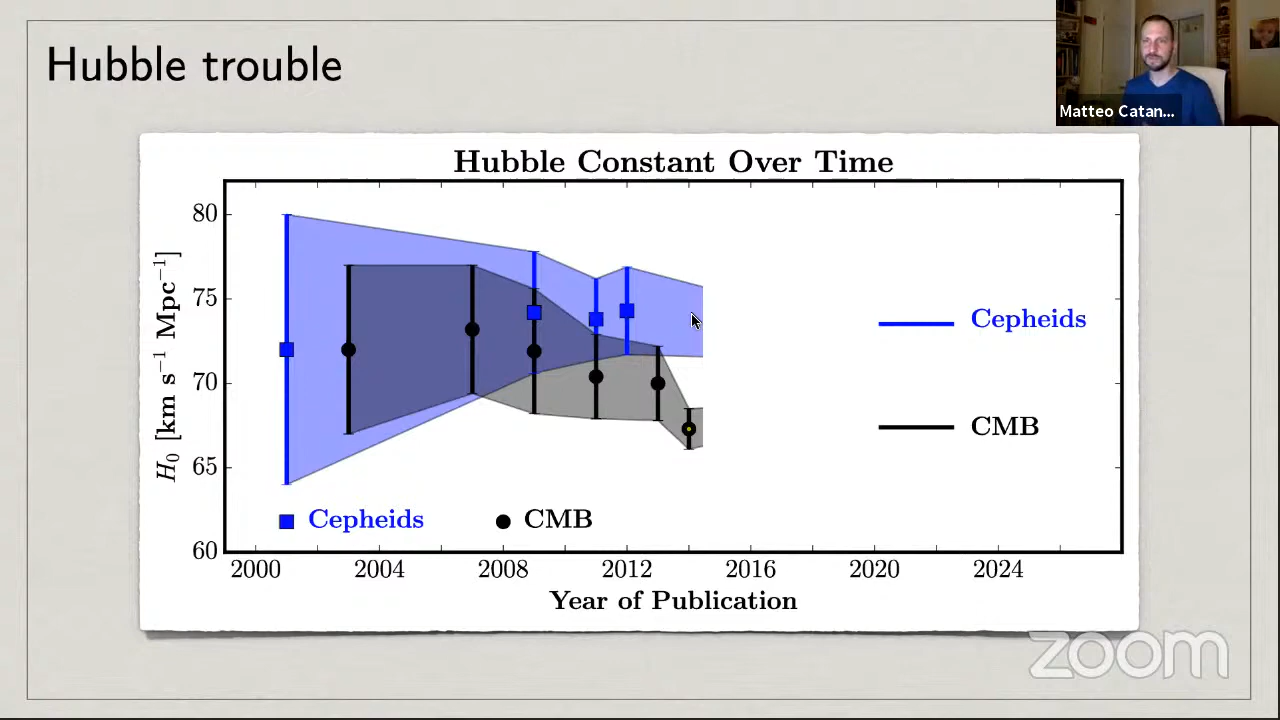 Hubble trouble
Matteo Catan...
Hubble Constant Over Time
80
75
70
65
60
H₀ [km s⁻¹ Mpc⁻¹]
Cepheids
CMB
Cepheids
CMB
2000 2004 2008 2012 2016 2020 2024
Year of Publication
zoom